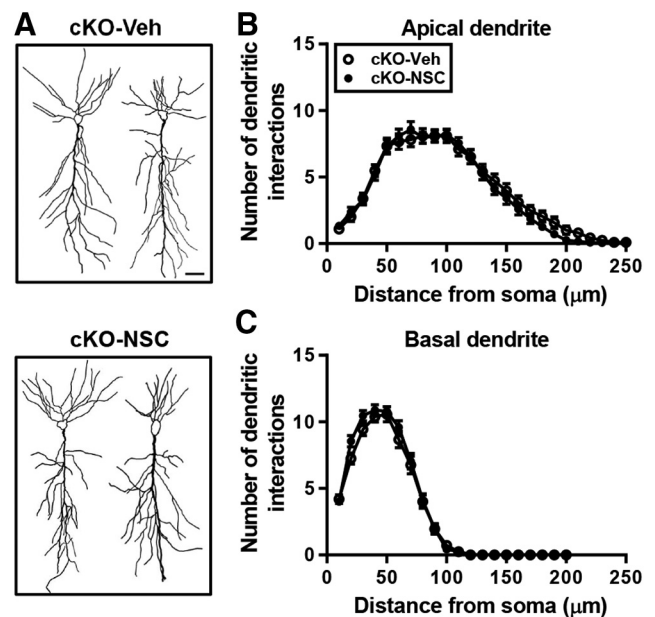 A
cKO-Veh
cKO-NSC
B
Apical dendrite
Number of dendritic
interactions
15
10
5
0
cKO-Veh
cKO-NSC
0 50 100 150 200 250
Distance from soma (μm)
C
Basal dendrite
Number of dendritic
interactions
15
10
5
0
0 50 100 150 200 250
Distance from soma (μm)